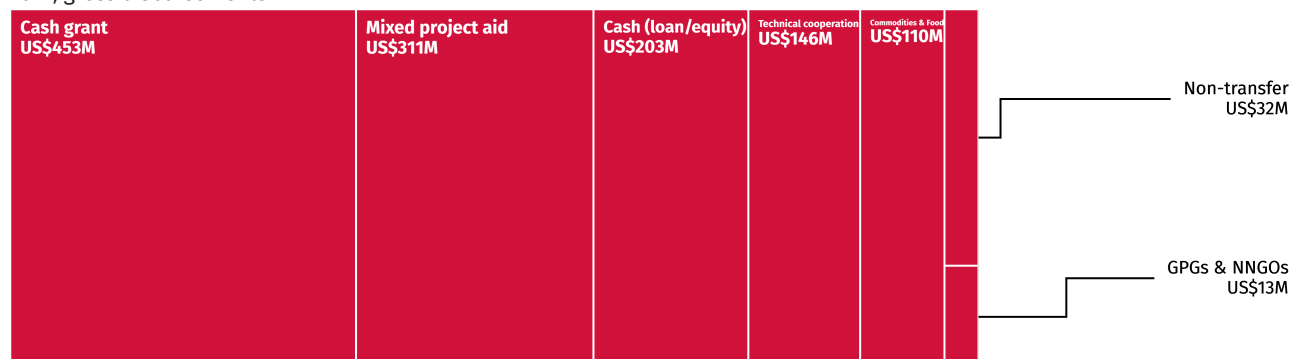 Cash grant
US$453M
Mixed project aid
US$311M
Cash (loan/equity)
US$203M
Technical cooperation
US$146M
Commodities & Food
US$110M
Non-transfer
US$32M
GPGs & NNGOs
US$13M